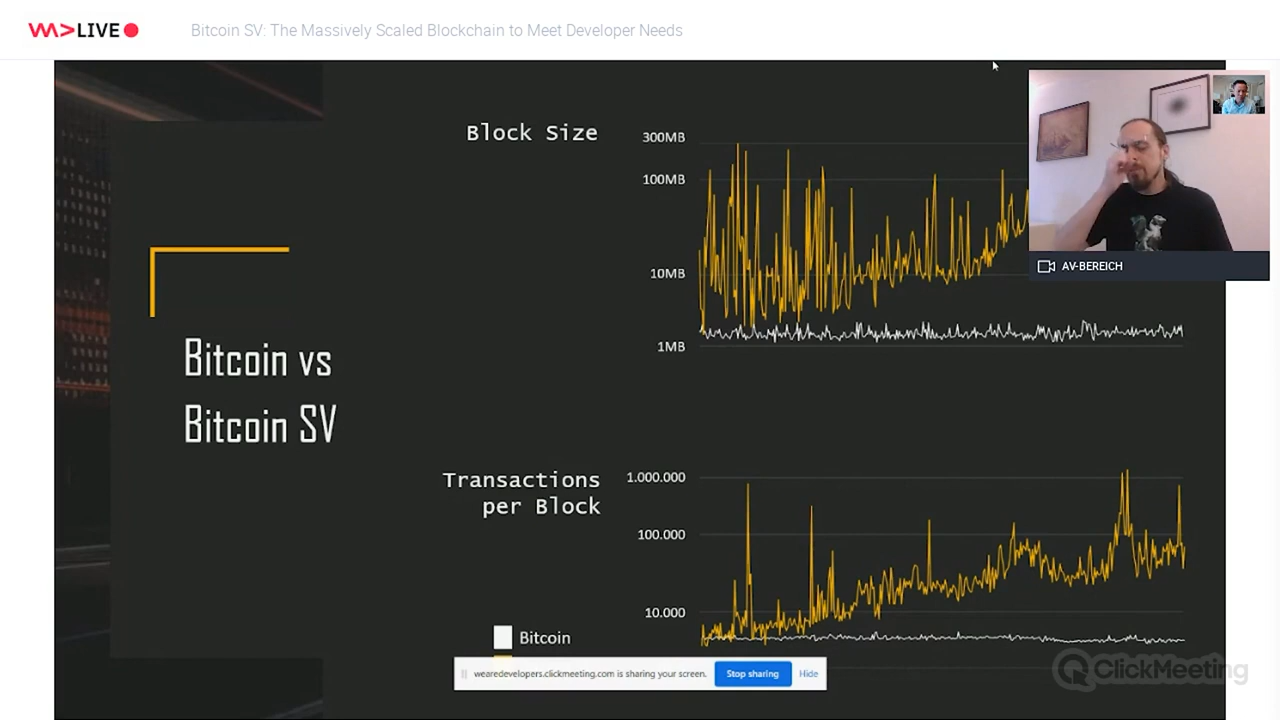 WA>LIVE
Bitcoin SV: The Massively Scaled Blockchain to Meet Developer Needs
Block Size
300MB
100MB
10MB
1MB
AV-BEREICH
Bitcoin vs
Bitcoin SV
Transactions
per Block
1.000.000
100.000
10.000
Bitcoin
wearedevelopers.clickmeeting.com is sharing your screen.
Stop sharing
Hide
ClickMeeting